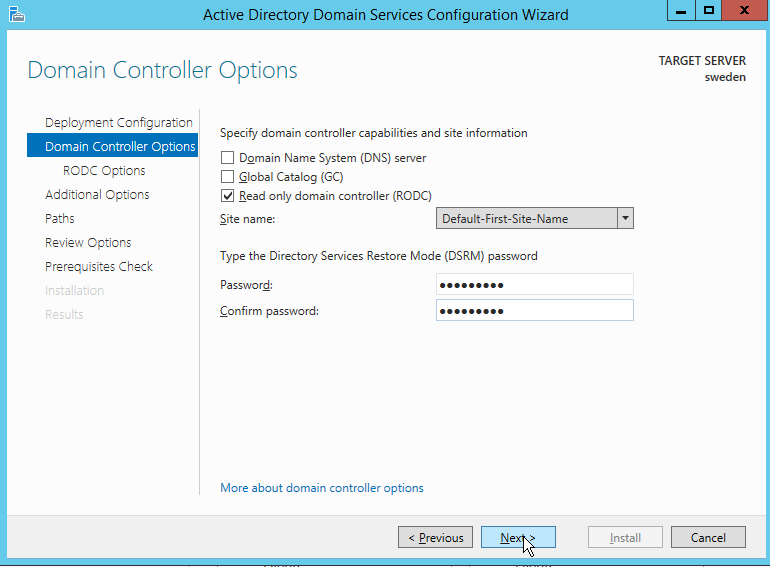 Active Directory Domain Services Configuration Wizard
Domain Controller Options
TARGET SERVER
sweden
Deployment Configuration
Domain Controller Options
RODC Options
Additional Options
Paths
Review Options
Prerequisites Check
Installation
Results
Specify domain controller capabilities and site information
Domain Name System (DNS) server
Global Catalog (GC)
Read only domain controller (RODC)
Site name: Default-First-Site-Name
Type the Directory Services Restore Mode (DSRM) password
Password: ●●●●●●●●●
Confirm password: ●●●●●●●●●
More about domain controller options
< Previous Next > Install Cancel